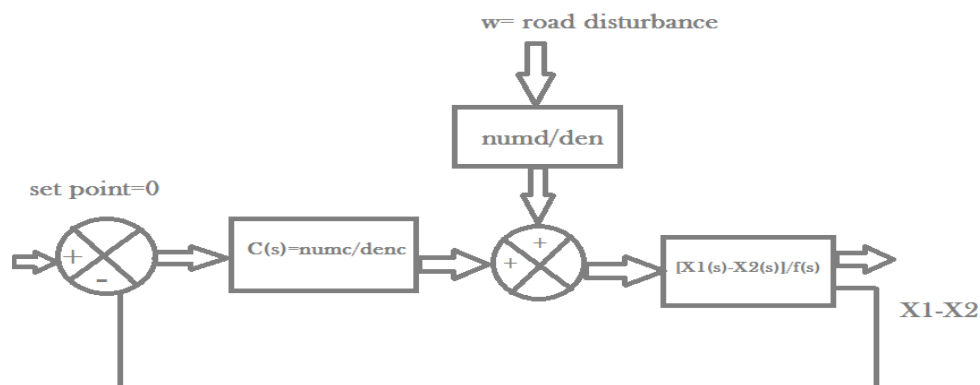 w= road disturbance
numd/den
set point=0
C(s)=numc/denc
+
+
+
-
[X1(s)-X2(s)]/f(s)
X1-X2